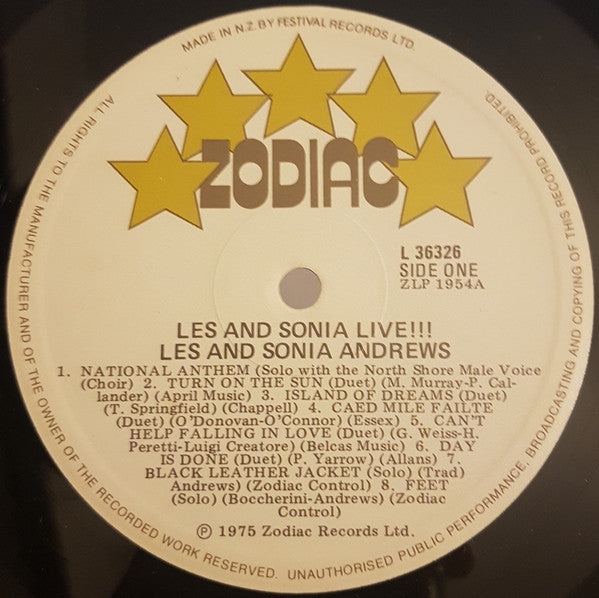 MADE IN N.Z. BY FESTIVAL RECORDS LTD.
ZODIAC
L 36326
SIDE ONE
ZLP 1954A
LES AND SONIA LIVE!!!
LES AND SONIA ANDREWS
1. NATIONAL ANTHEM (Solo with the North Shore Male Voice
(Choir) 2. TURN ON THE SUN (Duet) (M. Murray-P. Cal-
lander) (April Music) 3. ISLAND OF DREAMS (Duet)
(T. Springfield) (Chappell) 4. CAED MILE FAILTE
(Duet) (O'Donovan-O'Connor) (Essex) 5. CAN'T
HELP FALLING IN LOVE (Duet) (G. Weiss-H.
Peretti-Luigi Creatore) (Belcas Music) 6. DAY
IS DONE (Duet) (P. Yarrow) (Allans) 7.
BLACK LEATHER JACKET (Solo) (Trad)
Andrews) (Zodiac Control) 8. FEET
(Solo) (Boccherini-Andrews) (Zodiac
Control)
Ⓟ 1975 Zodiac Records Ltd.
ALL RIGHTS TO THE MANUFACTURER AND OF THE OWNER OF THE RECORDED WORK RESERVED. UNAUTHORISED PUBLIC PERFORMANCE, BROADCASTING AND COPYING OF THIS RECORD PROHIBITED.